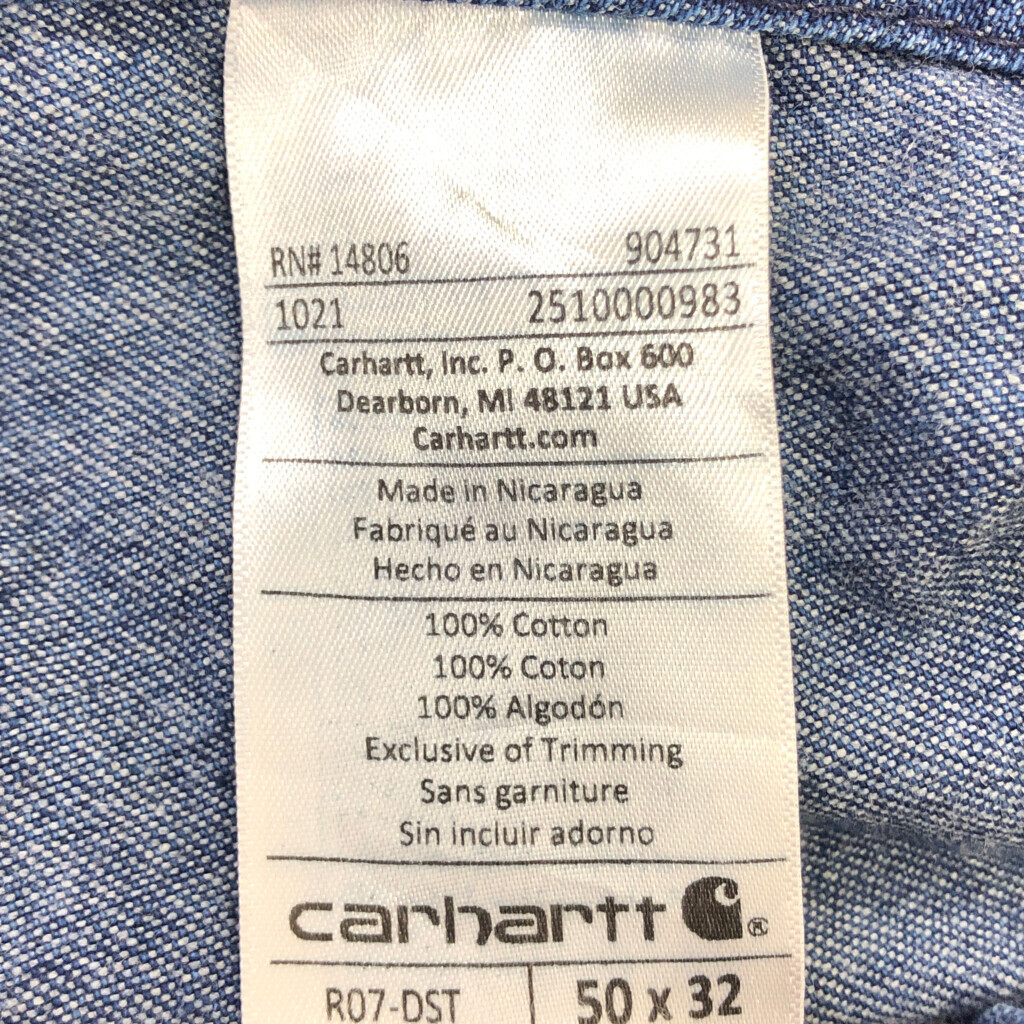 RN# 14806 904731
1021 2510000983
Carhartt, Inc. P. O. Box 600
Dearborn, MI 48121 USA
Carhartt.com
Made in Nicaragua
Fabriqué au Nicaragua
Hecho en Nicaragua
100% Cotton
100% Coton
100% Algodón
Exclusive of Trimming
Sans garniture
Sin incluir adorno
carhartt ®
R07-DST 50 x 32